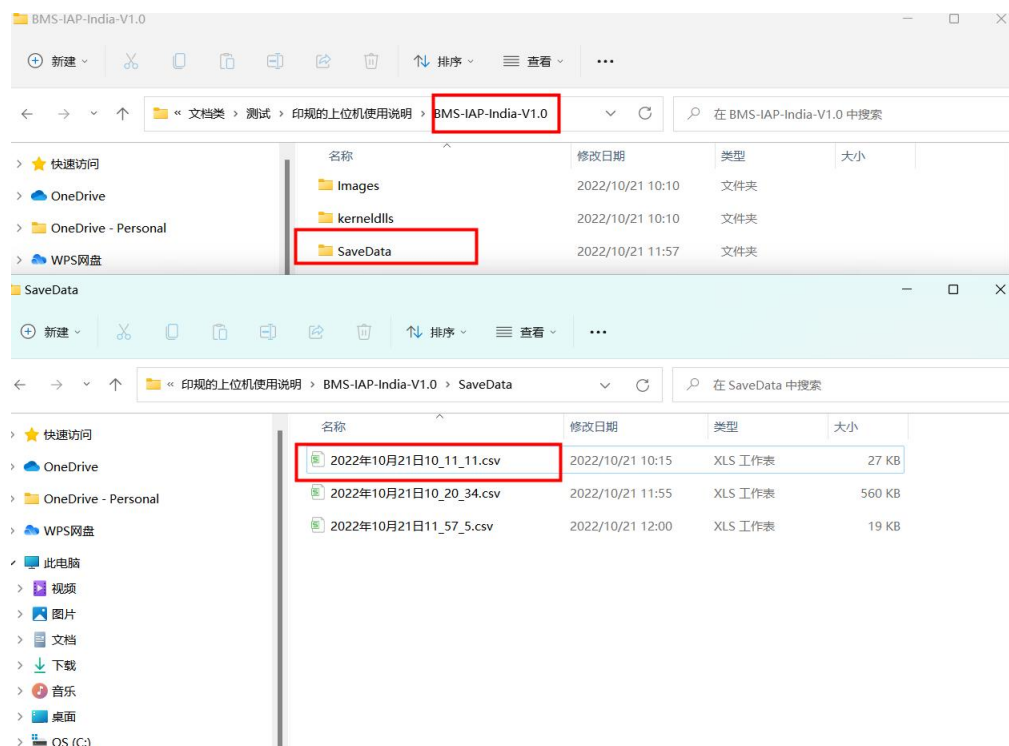 BMS-IAP-India-V1.0
新建 排序 查看
« 文档类 › 测试 › 印规的上位机使用说明 › BMS-IAP-India-V1.0 在 BMS-IAP-India-V1.0 中搜索
快速访问
OneDrive
OneDrive - Personal
WPS网盘
名称 修改日期 类型 大小
Images 2022/10/21 10:10 文件夹
kerneldlls 2022/10/21 10:10 文件夹
SaveData 2022/10/21 11:57 文件夹
SaveData
新建 排序 查看
« 印规的上位机使用说明 › BMS-IAP-India-V1.0 › SaveData 在 SaveData 中搜索
快速访问
OneDrive
OneDrive - Personal
WPS网盘
此电脑
视频
图片
文档
下载
音乐
桌面
OS (C:)
名称 修改日期 类型 大小
2022年10月21日10_11_11.csv 2022/10/21 10:15 XLS 工作表 27 KB
2022年10月21日10_20_34.csv 2022/10/21 11:55 XLS 工作表 560 KB
2022年10月21日11_57_5.csv 2022/10/21 12:00 XLS 工作表 19 KB